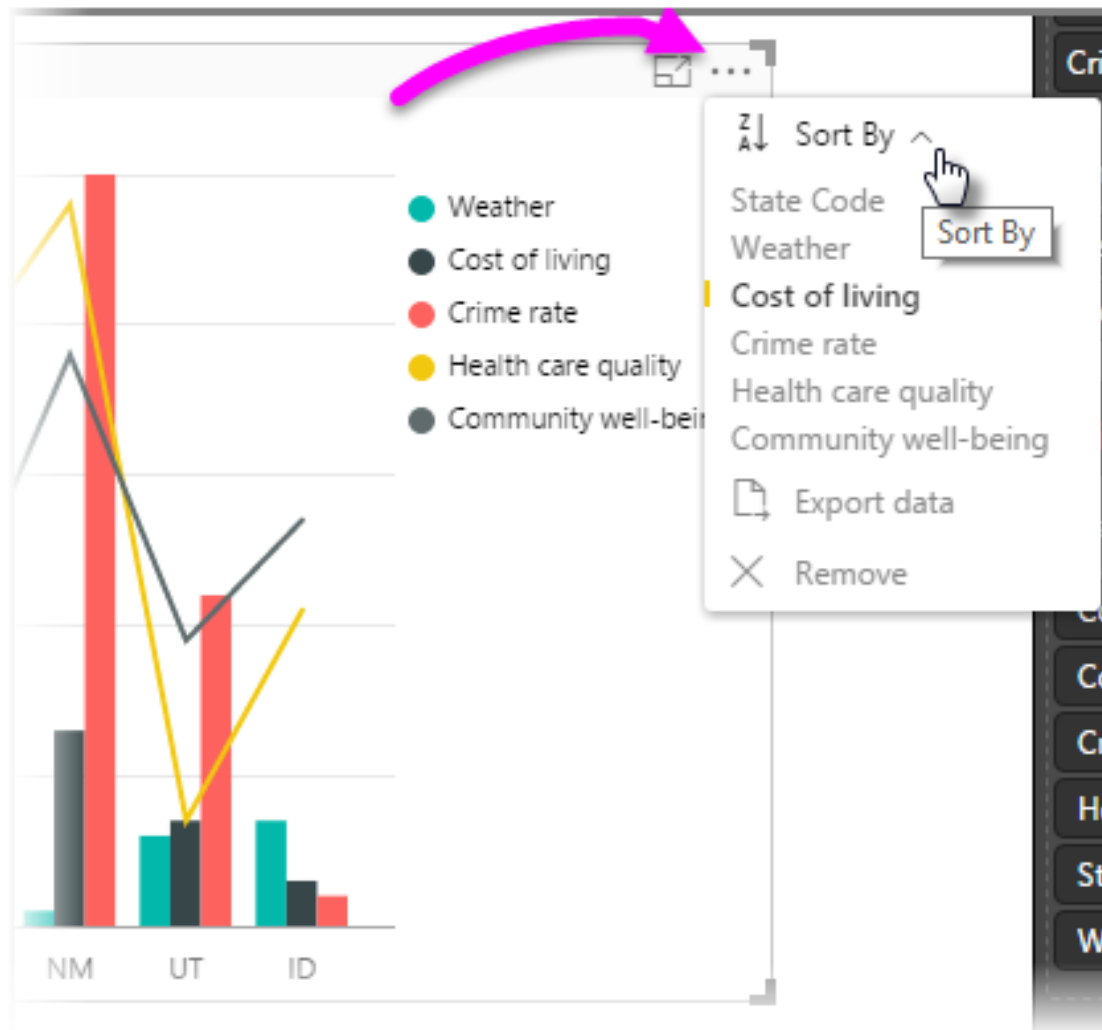 Sort By
State Code
Weather
Sort By
Cost of living
Crime rate
Health care quality
Community well-being
Export data
Remove
Weather
Cost of living
Crime rate
Health care quality
Community well-bein
NM
UT
ID
Cri
Co
Cr
He
St
W